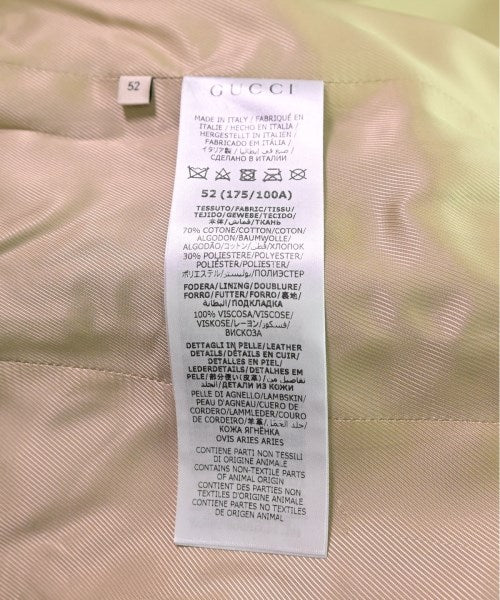 52
GUCCI
MADE IN ITALY / FABRIQUÉ EN
ITALIE / HECHO EN ITALIA /
HERGESTELLT IN ITALIEN/
FABRICADO EM ITÁLIA /
イタリア製 / صنع في ايطاليا /
СДЕЛАНО В ИТАЛИИ
52 (175/100A)
TESSUTO/FABRIC/TISSU/
TEJIDO/GEWEBE/TECIDO/
本体/قماش/ТКАНЬ
70% COTONE/COTTON/COTON/
ALGODON/BAUMWOLLE/
ALGODÃO/コットン/قطن/ХЛОПОК
30% POLIESTERE/POLYESTER/
POLIÉSTER/POLYESTER/
ポリエステル/بوليستر/ПОЛИЭСТЕР
FODERA/LINING/DOUBLURE/
FORRO/FUTTER/FORRO/裏地/
البطانة/ПОДКЛАДКА
100% VISCOSA/VISCOSE/
VISKOSE/レーヨン/فسكوز/
ВИСКОЗА
DETTAGLI IN PELLE/LEATHER
DETAILS/DÉTAILS EN CUIR/
DETALLES EN PIEL/
LEDERDETAILS/DETALHES EM
PELE/部分使い(皮革)/تفاصيل من
الجلد/ДЕТАЛИ ИЗ КОЖИ
PELLE DI AGNELLO/LAMBSKIN/
PEAU D'AGNEAU/CUERO DE
CORDERO/LAMMLEDER/COURO
DE CORDEIRO/羊革/جلد الحمل/
КОЖА ЯГНЁНКА
OVIS ARIES ARIES
CONTIENE PARTI NON TESSILI
DI ORIGINE ANIMALE
CONTAINS NON-TEXTILE PARTS
OF ANIMAL ORIGIN
CONTIENT DES PARTIES NON
TEXTILES D'ORIGINE ANIMALE
CONTIENE PARTES NO
TEXTILES DE ORIGEN ANIMAL